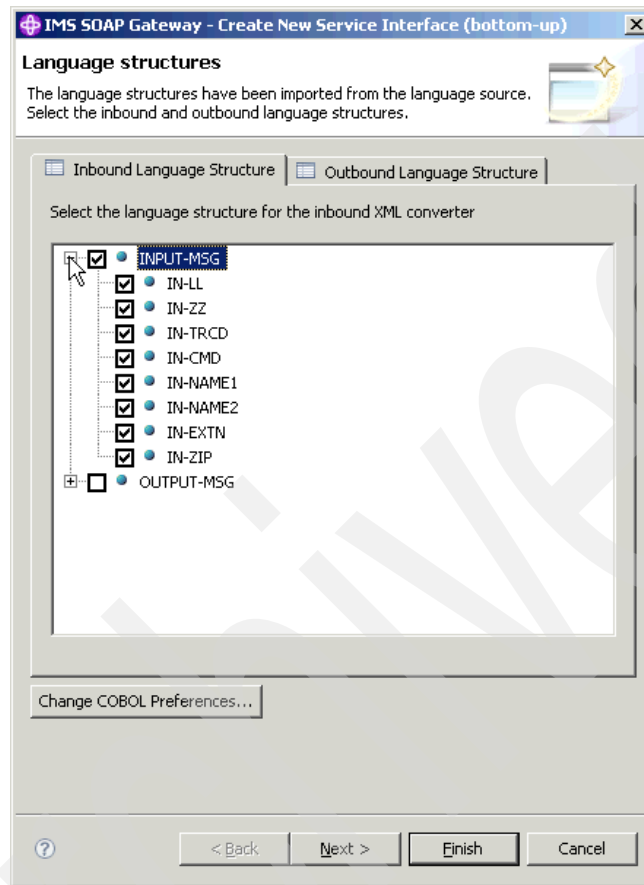 IMS SOAP Gateway - Create New Service Interface (bottom-up)
Language structures
The language structures have been imported from the language source.
Select the inbound and outbound language structures.
Inbound Language Structure Outbound Language Structure
Select the language structure for the inbound XML converter
INPUT-MSG
IN-LL
IN-ZZ
IN-TRCD
IN-CMD
IN-NAME1
IN-NAME2
IN-EXTN
IN-ZIP
OUTPUT-MSG
Change COBOL Preferences...
< Back Next > Finish Cancel